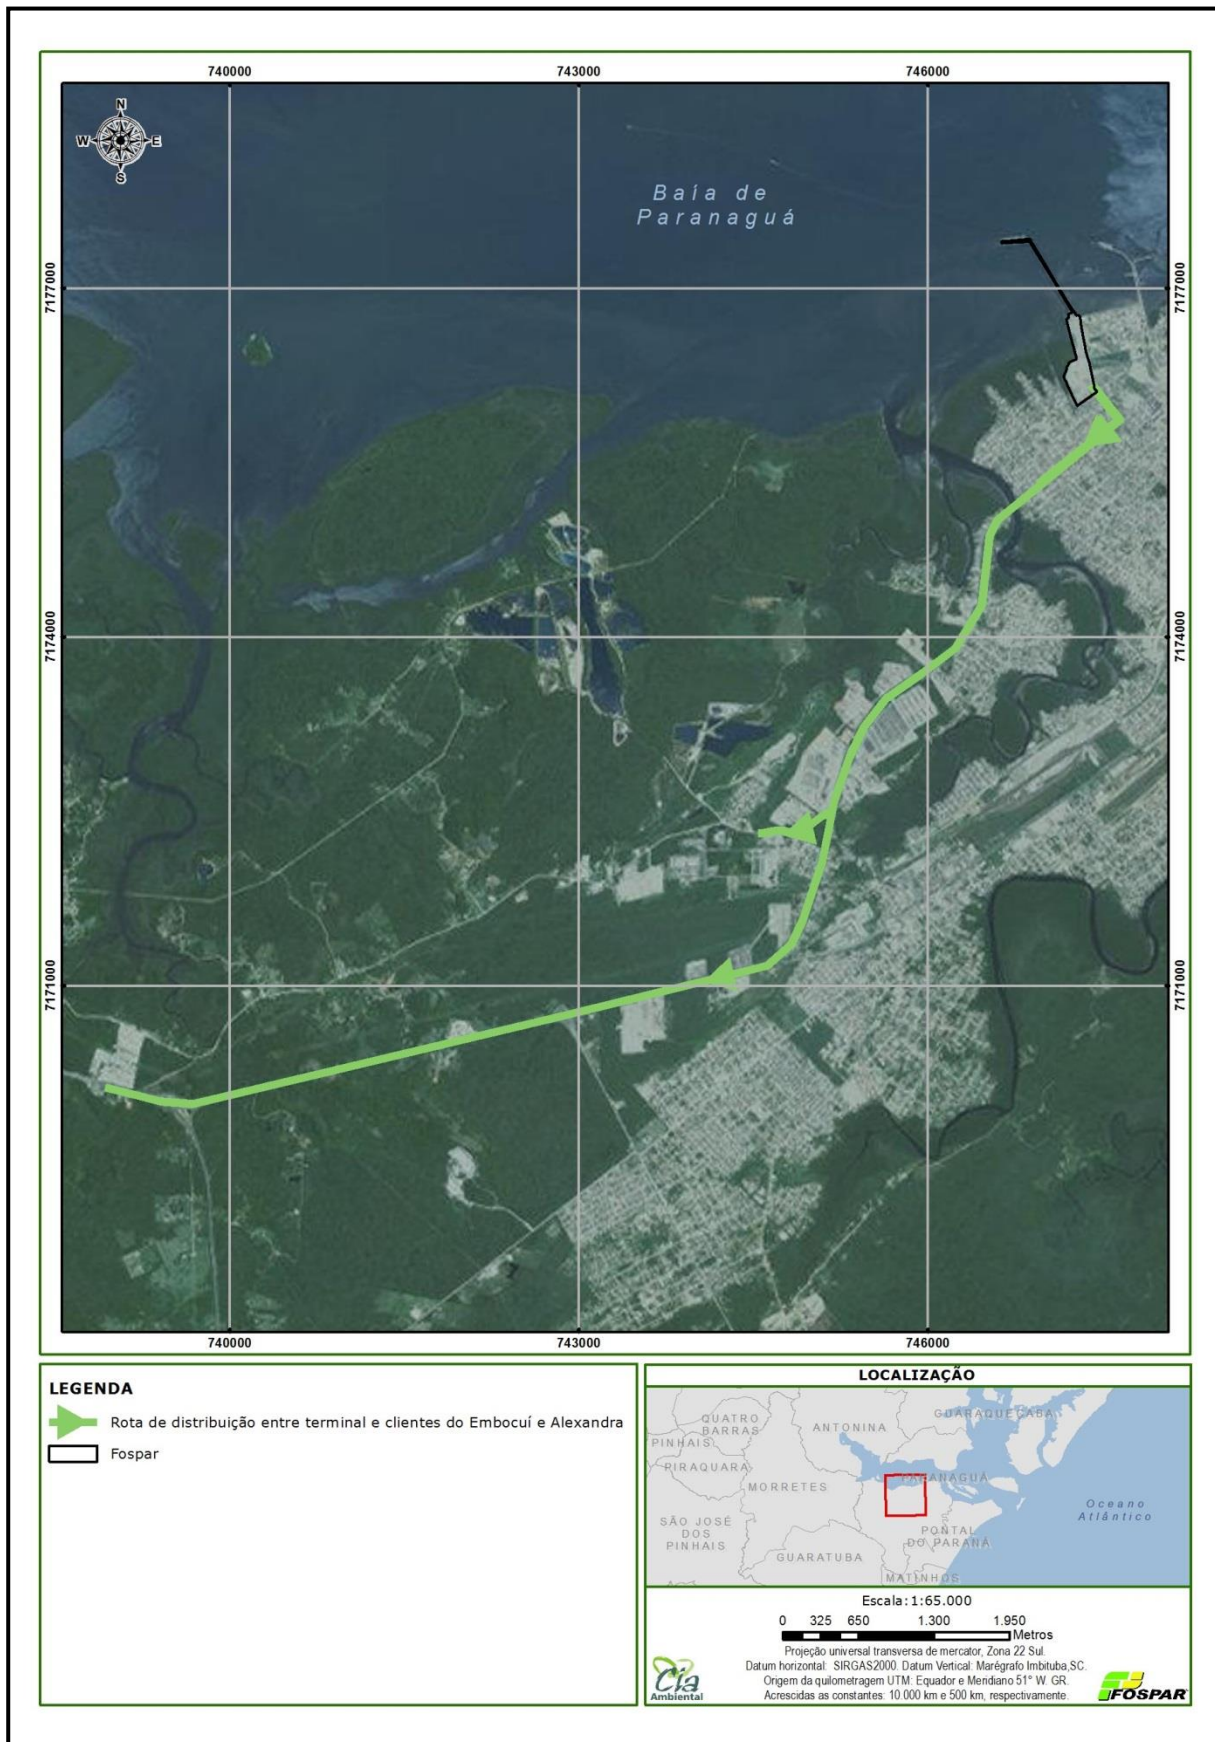 740000
743000
746000
N
W
E
S
Baía de
Paranaguá
7177000
7177000
7174000
7174000
7171000
7171000
740000
743000
746000
LEGENDA
Rota de distribuição entre terminal e clientes do Embocuí e Alexandra
Fospar
LOCALIZAÇÃO
QUATRO
BARRAS
ANTONINA
GUARAQUEÇABA
PINHAIS
PIRAQUARA
MORRETES
PARANAGUÁ
SÃO JOSÉ
DOS
PINHAIS
Oceano
Atlântico
PONTAL
DO PARANÁ
GUARATUBA
MATINHOS
Escala:1:65.000
0 325 650 1.300 1.950
Metros
Projeção universal transversa de mercator, Zona 22 Sul.
Datum horizontal: SIRGAS2000. Datum Vertical: Marégrafo Imbituba,SC.
Origem da quilometragem UTM: Equador e Meridiano 51° W. GR.
Acrescidas as constantes: 10.000 km e 500 km, respectivamente.
Cia
Ambiental
FOSPAR